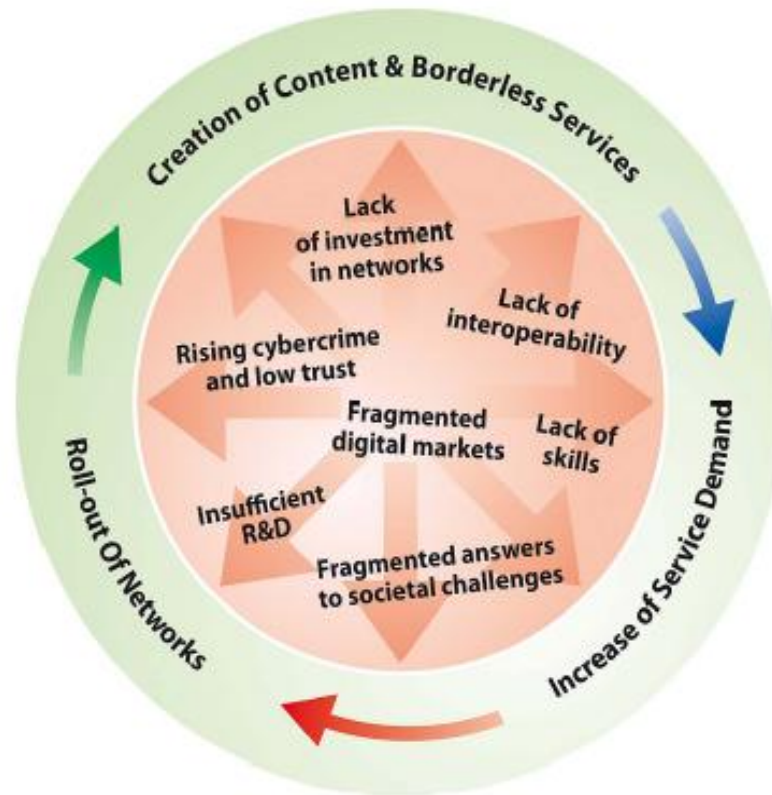 Creation of Content & Borderless Services
Lack
of investment
in networks
Lack of
interoperability
Rising cybercrime
and low trust
Fragmented
digital markets
Lack of
skills
Insufficient
R&D
Fragmented answers
to societal challenges
Increase of Service Demand
Roll-out Of Networks